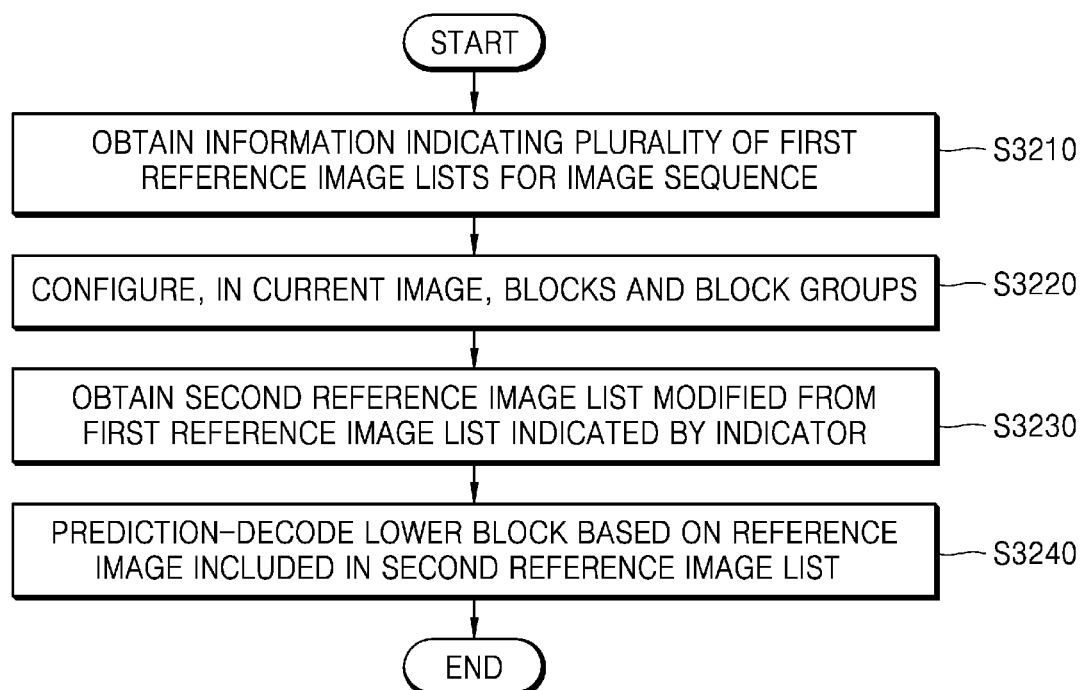 START
OBTAIN INFORMATION INDICATING PLURALITY OF FIRST
REFERENCE IMAGE LISTS FOR IMAGE SEQUENCE
S3210
CONFIGURE, IN CURRENT IMAGE, BLOCKS AND BLOCK GROUPS
S3220
OBTAIN SECOND REFERENCE IMAGE LIST MODIFIED FROM
FIRST REFERENCE IMAGE LIST INDICATED BY INDICATOR
S3230
PREDICTION-DECODE LOWER BLOCK BASED ON REFERENCE
IMAGE INCLUDED IN SECOND REFERENCE IMAGE LIST
S3240
END